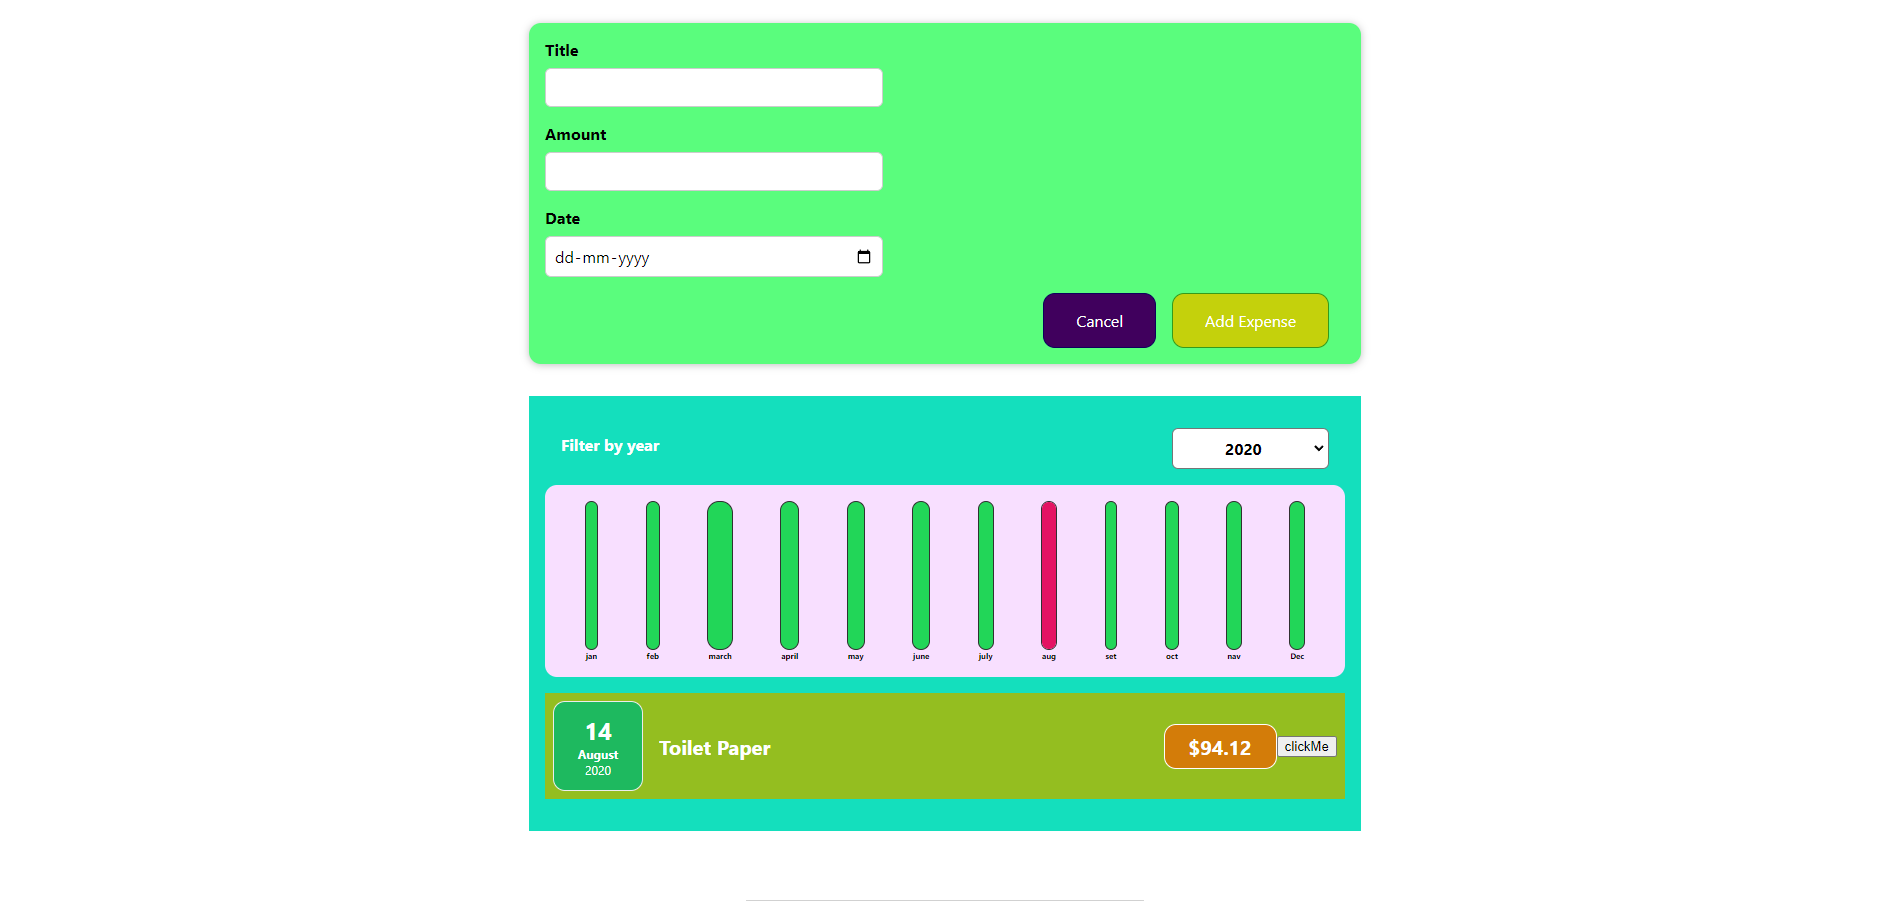 Title
Amount
Date
dd-mm-yyyy
Cancel Add Expense
Filter by year 2020
jan feb march april may june july aug set oct nav Dec
14
August
2020
Toilet Paper
$94.12 clickMe